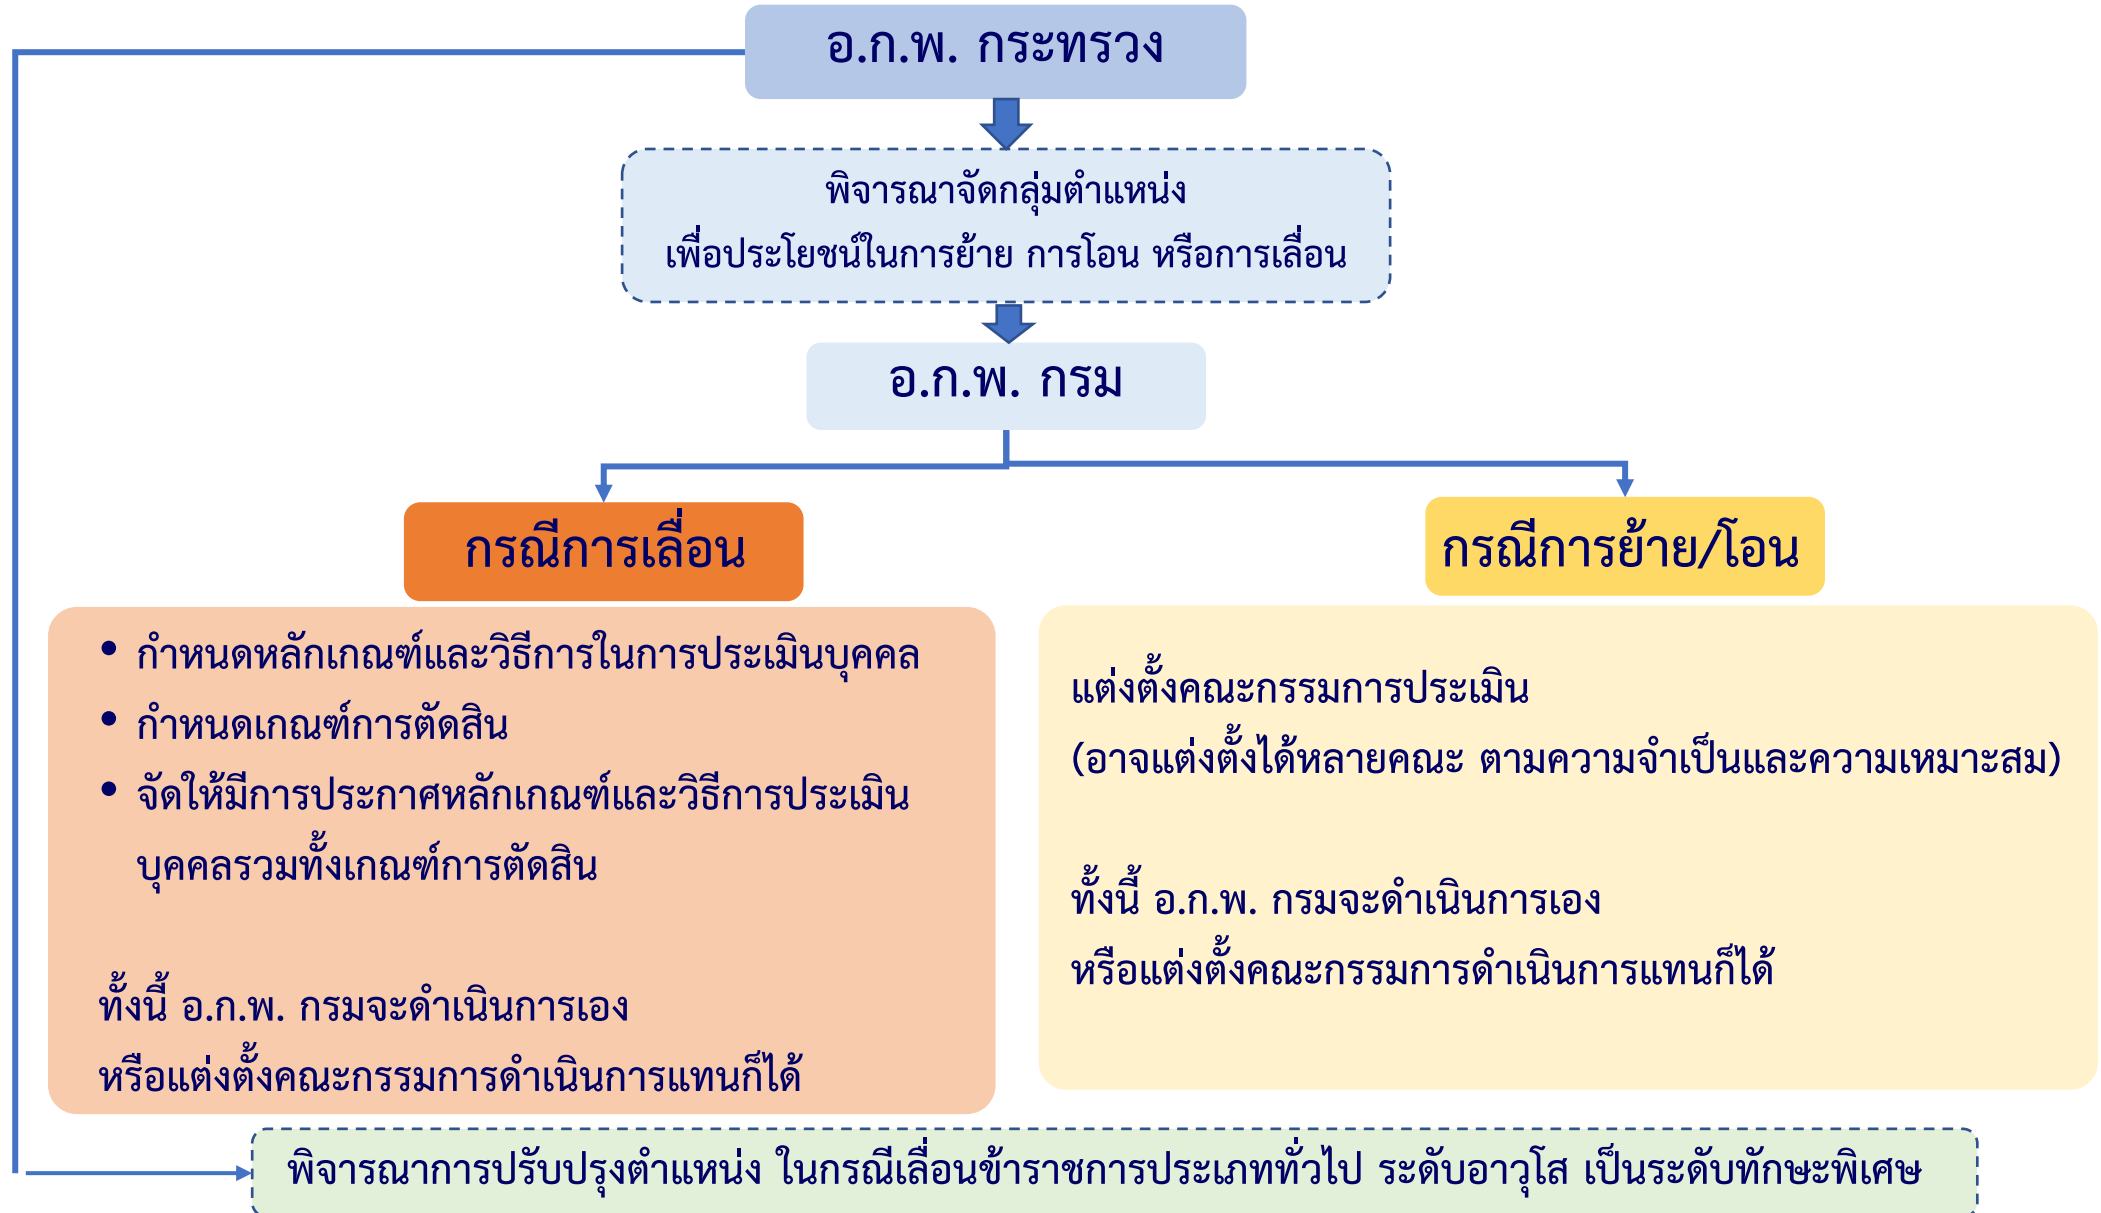 อ.ก.พ. กระทรวง
พิจารณาจัดกลุ่มตำแหน่ง
เพื่อประโยชน์ในการย้าย การโอน หรือการเลื่อน
อ.ก.พ. กรม
กรณีการเลื่อน
• กำหนดหลักเกณฑ์และวิธีการในการประเมินบุคคล
• กำหนดเกณฑ์การตัดสิน
• จัดให้มีการประกาศหลักเกณฑ์และวิธีการประเมิน
บุคคลรวมทั้งเกณฑ์การตัดสิน
ทั้งนี้ อ.ก.พ. กรมจะดำเนินการเอง
หรือแต่งตั้งคณะกรรมการดำเนินการแทนก็ได้
กรณีการย้าย/โอน
แต่งตั้งคณะกรรมการประเมิน
(อาจแต่งตั้งได้หลายคณะ ตามความจำเป็นและความเหมาะสม)
ทั้งนี้ อ.ก.พ. กรมจะดำเนินการเอง
หรือแต่งตั้งคณะกรรมการดำเนินการแทนก็ได้
พิจารณาการปรับปรุงตำแหน่ง ในกรณีเลื่อนข้าราชการประเภททั่วไป ระดับอาวุโส เป็นระดับทักษะพิเศษ